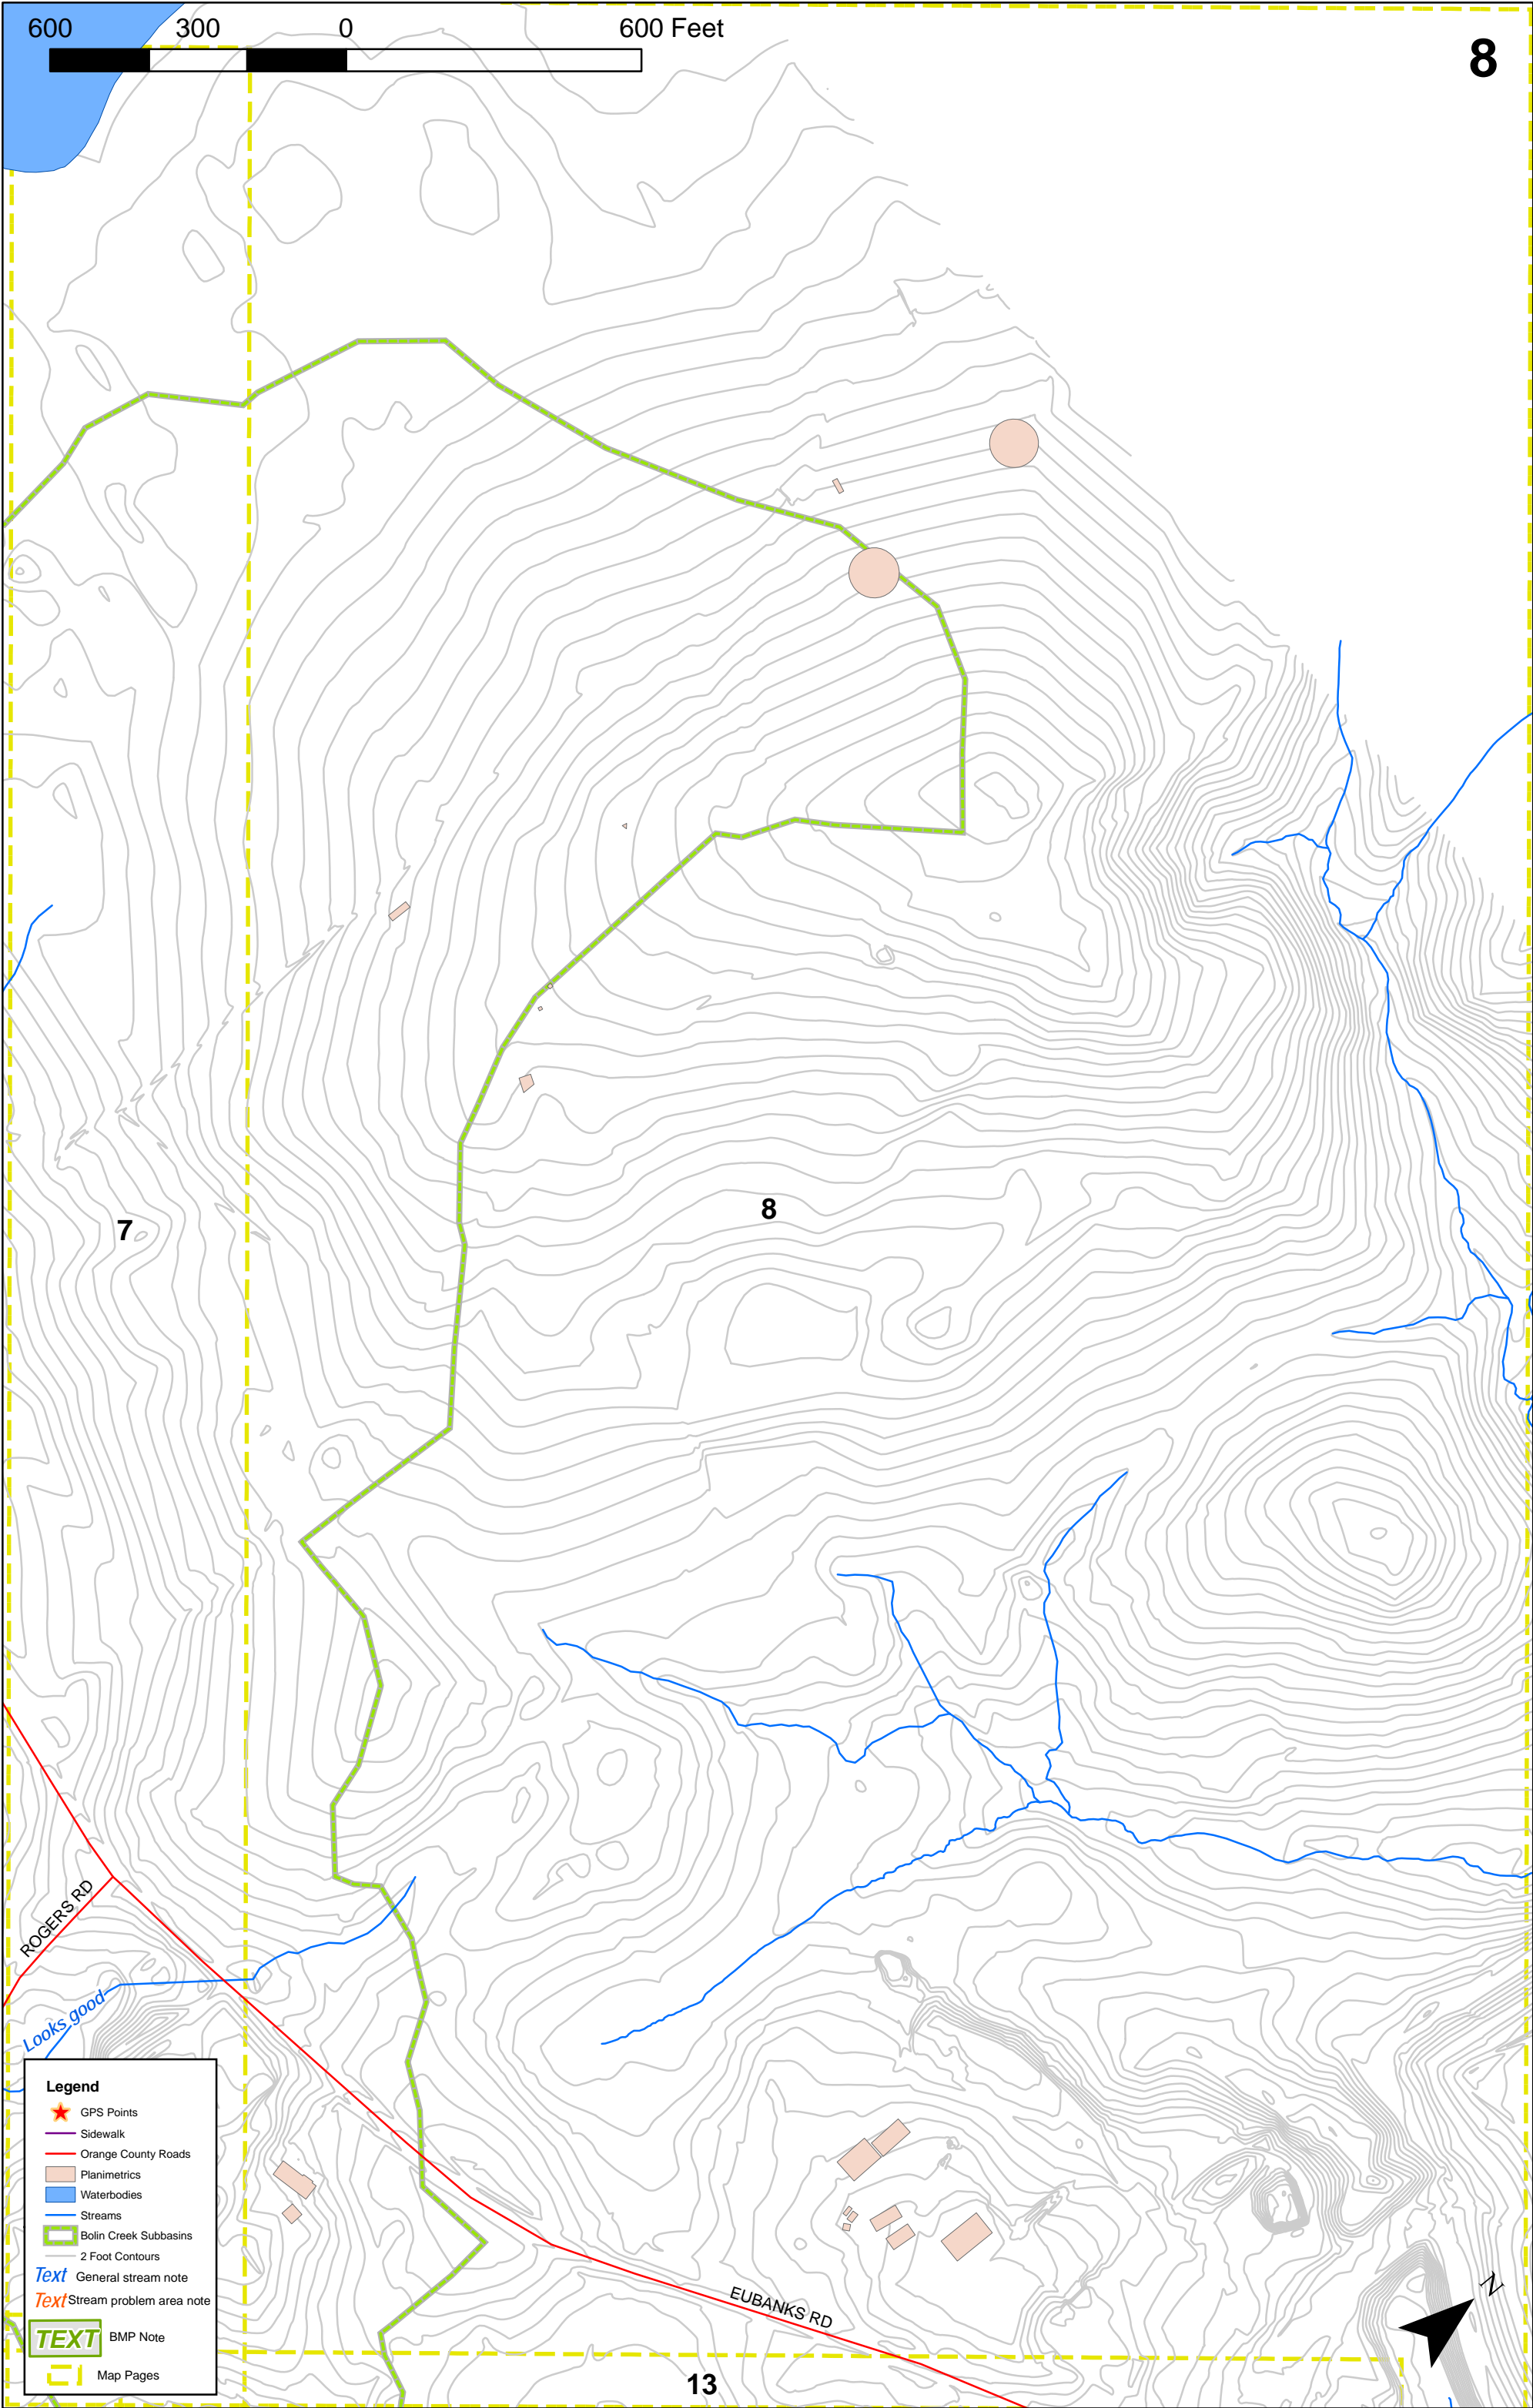 600 300 0 600 Feet
8
7
8
ROGERS RD
Looks good
Legend
GPS Points
Sidewalk
Orange County Roads
Planimetrics
Waterbodies
Streams
Bolin Creek Subbasins
2 Foot Contours
Text General stream note
Text Stream problem area note
TEXT BMP Note
Map Pages
EUBANKS RD
N
13